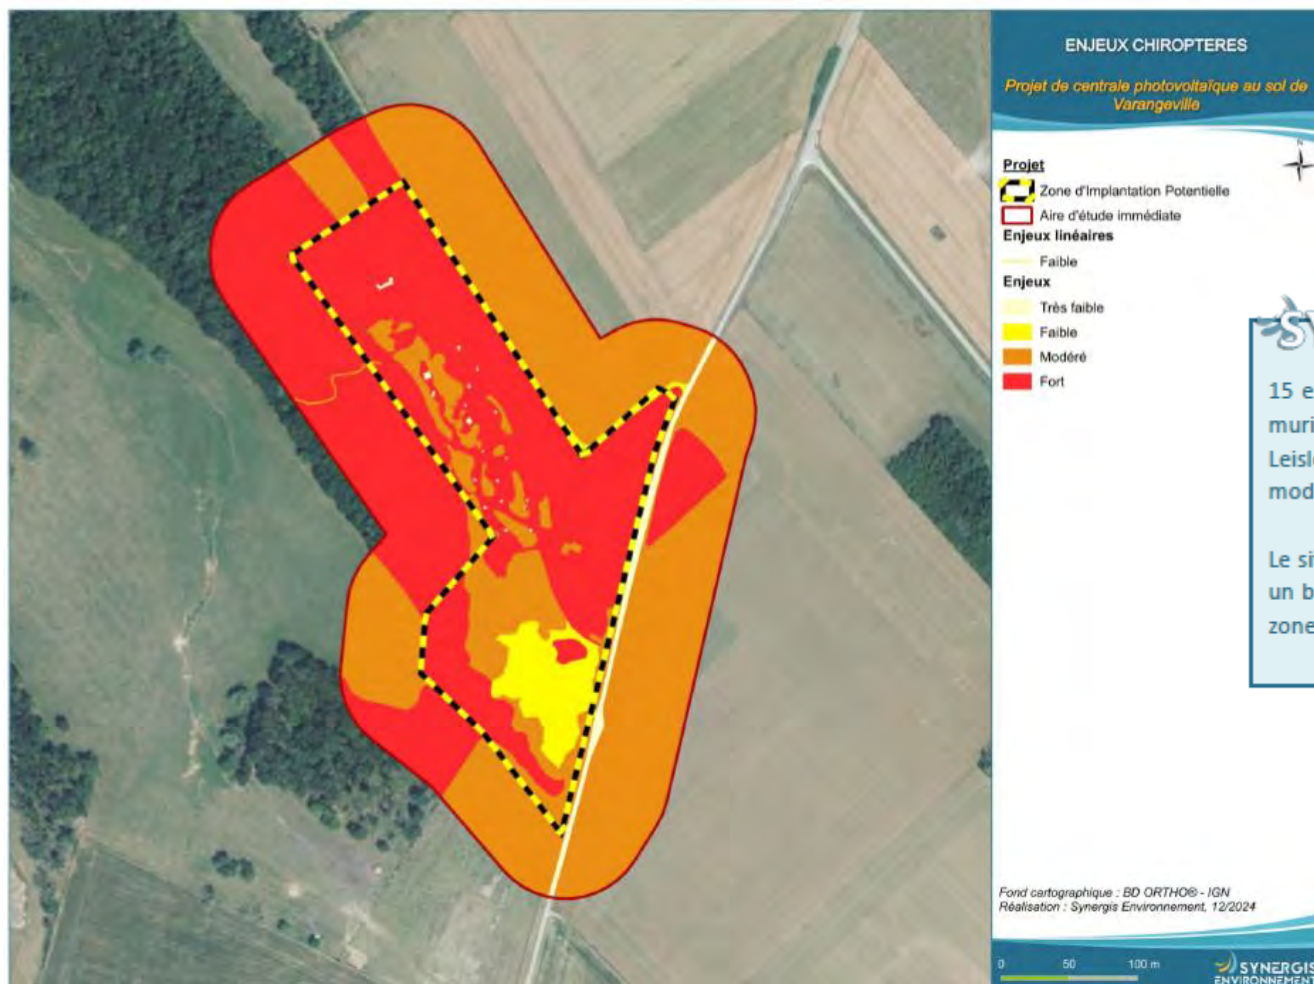 ENJEUX CHIROPTERES
Projet de centrale photovoltaïque au sol de
Varangeville
N
Projet
Zone d'Implantation Potentielle
Aire d'étude immédiate
Enjeux linéaires
Faible
Enjeux
Très faible
Faible
Modéré
Fort
Fond cartographique : BD ORTHO® - IGN
Réalisation : Synergis Environnement, 12/2024
0 50 100 m
SYNERGIS
ENVIRONNEMENT
SY
15 e
muri
Leisl
mod
Le si
un b
zone